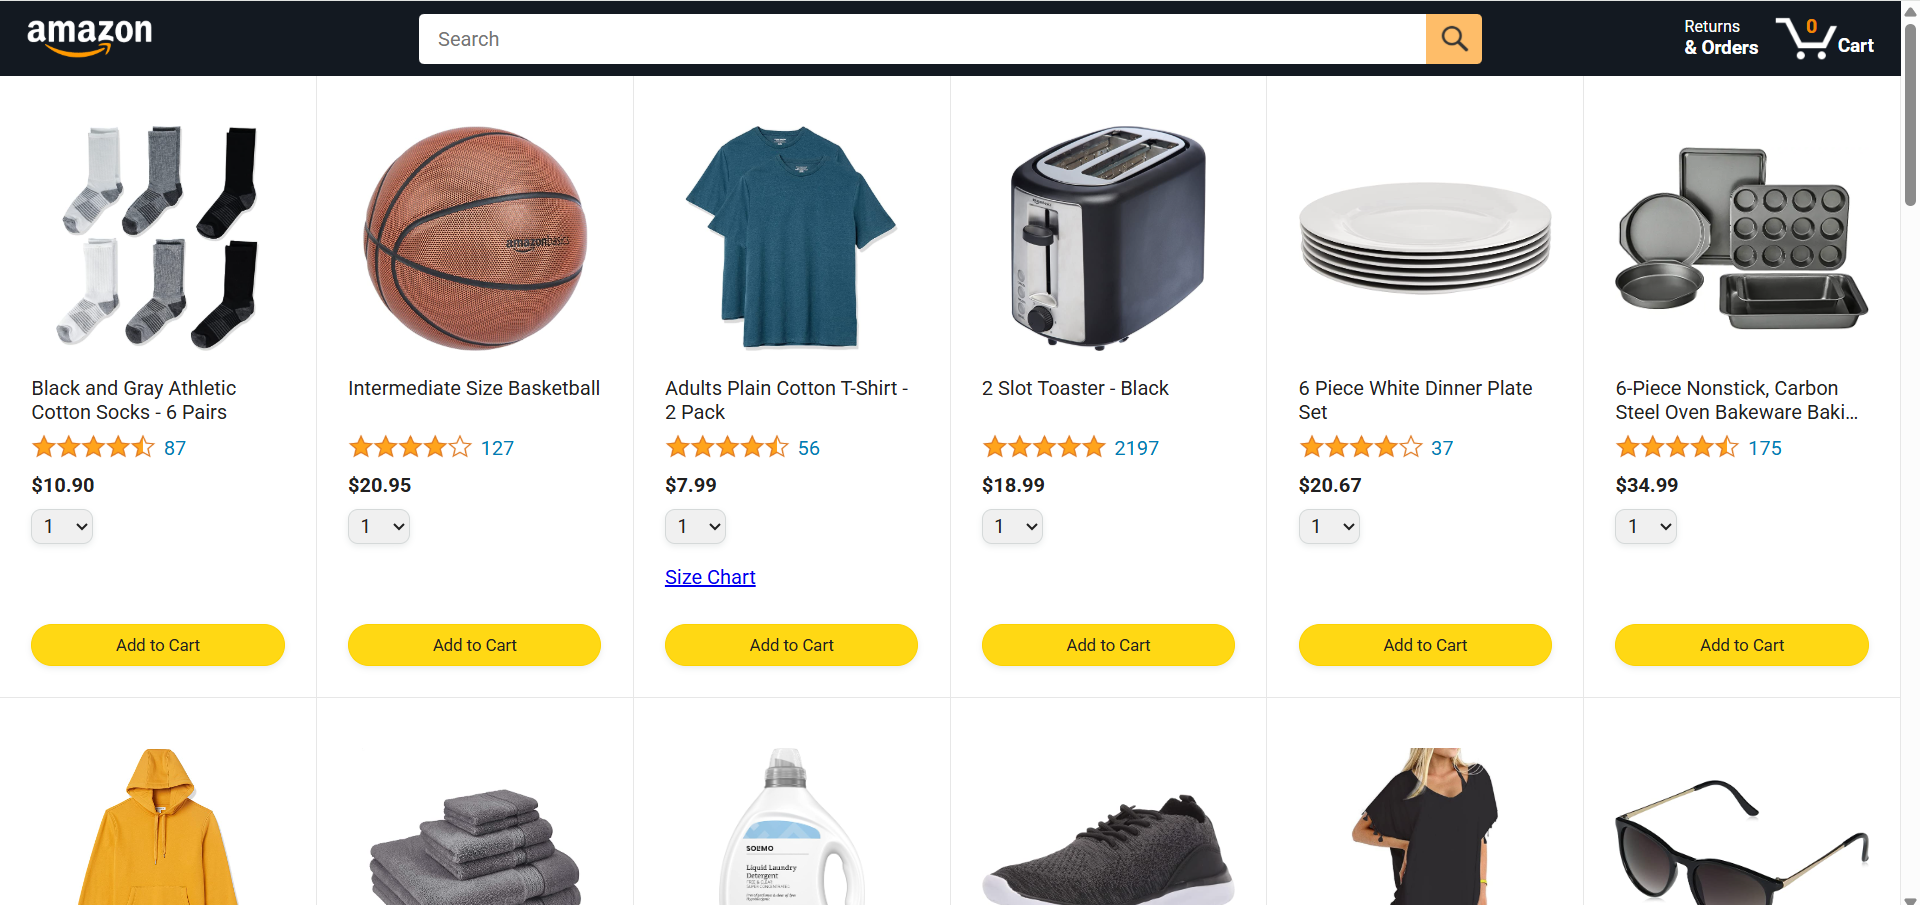 amazon
Search
Returns
& Orders
0
Cart
amazonbasics
Black and Gray Athletic
Cotton Socks - 6 Pairs
87
$10.90
1
Add to Cart
Intermediate Size Basketball
127
$20.95
1
Add to Cart
Adults Plain Cotton T-Shirt -
2 Pack
56
$7.99
1
Size Chart
Add to Cart
2 Slot Toaster - Black
2197
$18.99
1
Add to Cart
6 Piece White Dinner Plate
Set
37
$20.67
1
Add to Cart
6-Piece Nonstick, Carbon
Steel Oven Bakeware Baki...
175
$34.99
1
Add to Cart
SOLIMO
Liquid Laundry
Detergent
FREE & CLEAR